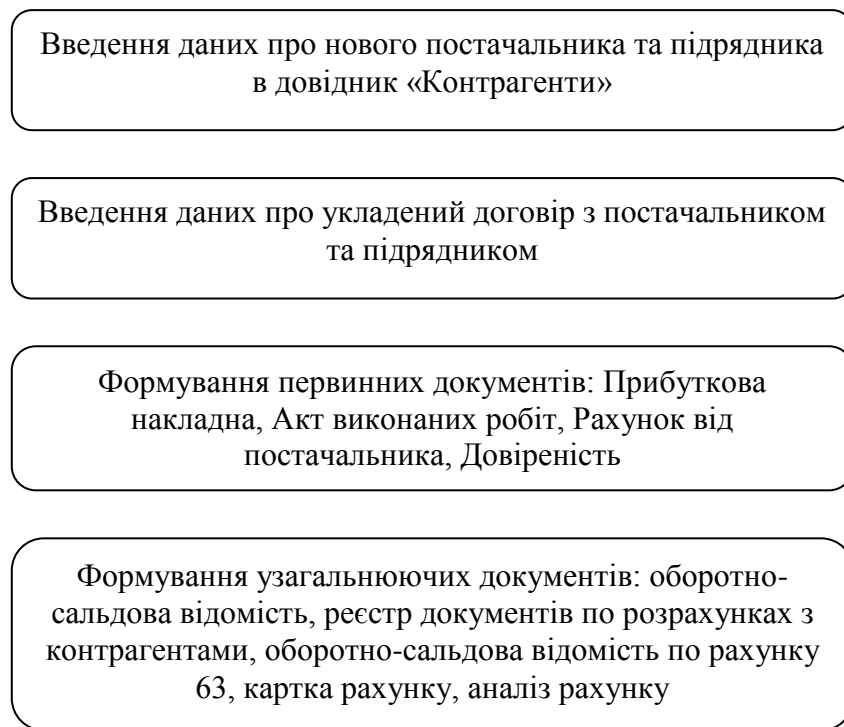 Введення даних про нового постачальника та підрядника
в довідник «Контрагенти»
Введення даних про укладений договір з постачальником
та підрядником
Формування первинних документів: Прибуткова
накладна, Акт виконаних робіт, Рахунок від
постачальника, Довіреність
Формування узагальнюючих документів: оборотно-
сальдова відомість, реєстр документів по розрахунках з
контрагентами, оборотно-сальдова відомість по рахунку
63, картка рахунку, аналіз рахунку